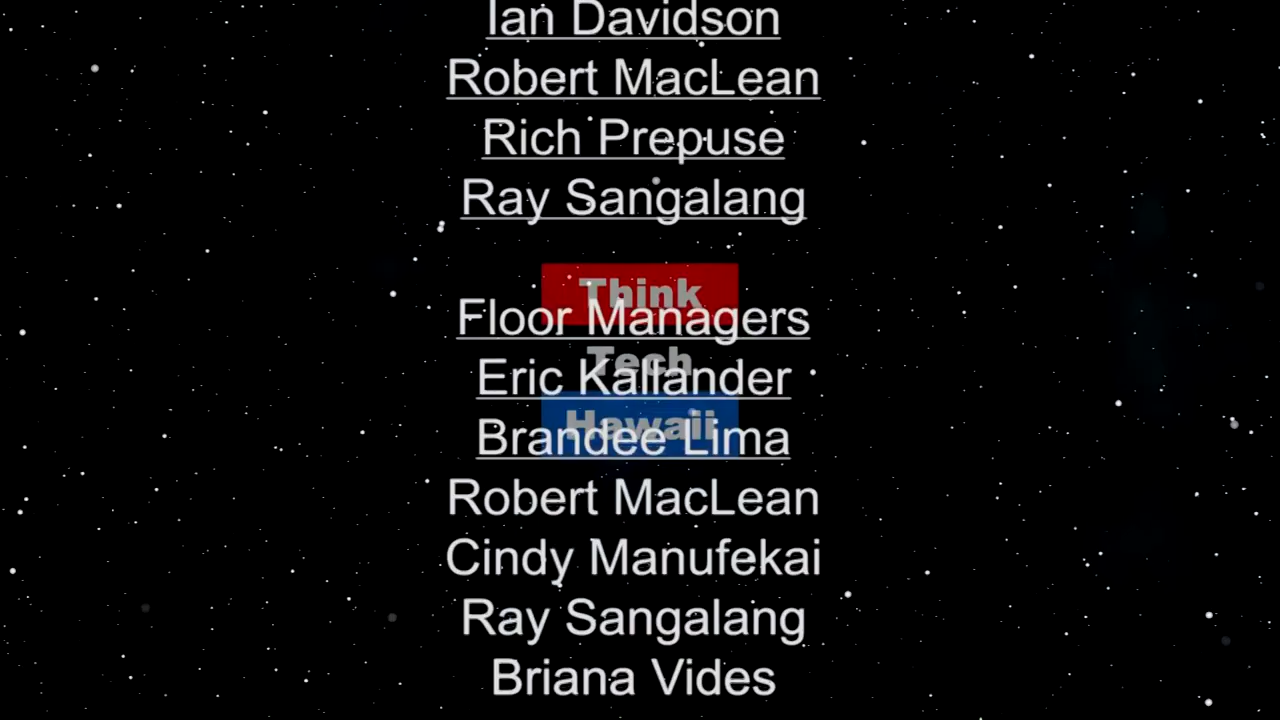 Ian Davidson
Robert MacLean
Rich Prepuse
Ray Sangalang
Think
Floor Managers
Tech
Eric Kallander
Hawaii
Brandee Lima
Robert MacLean
Cindy Manufekai
Ray Sangalang
Briana Vides